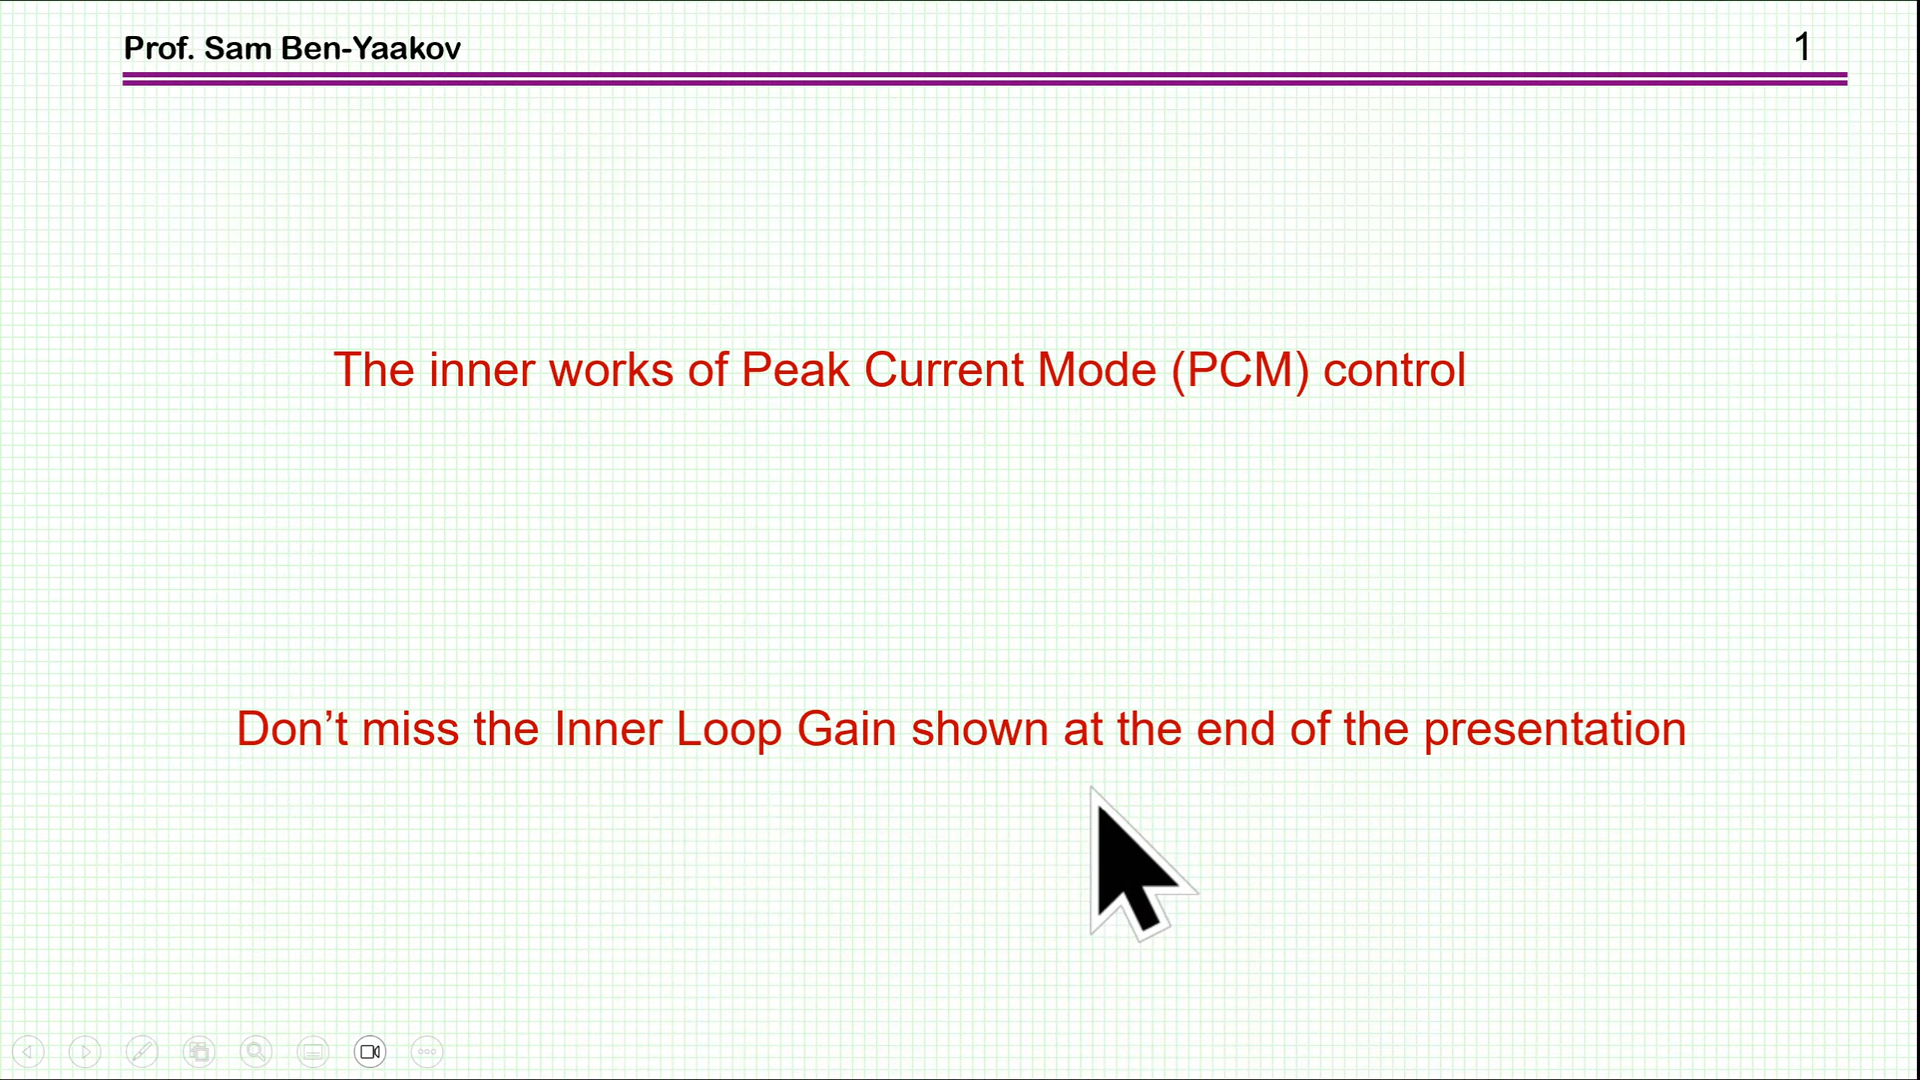 Prof. Sam Ben-Yaakov
1
The inner works of Peak Current Mode (PCM) control
Don’t miss the Inner Loop Gain shown at the end of the presentation